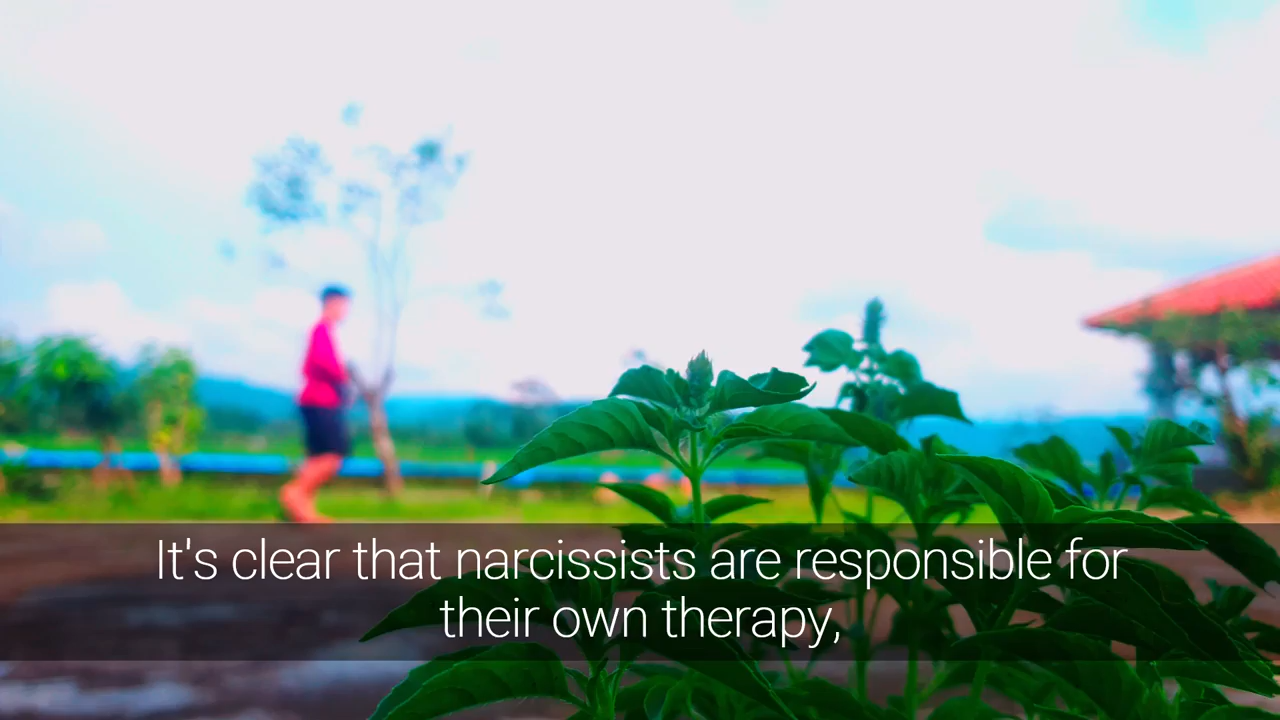 It's clear that narcissists are responsible for
their own therapy,